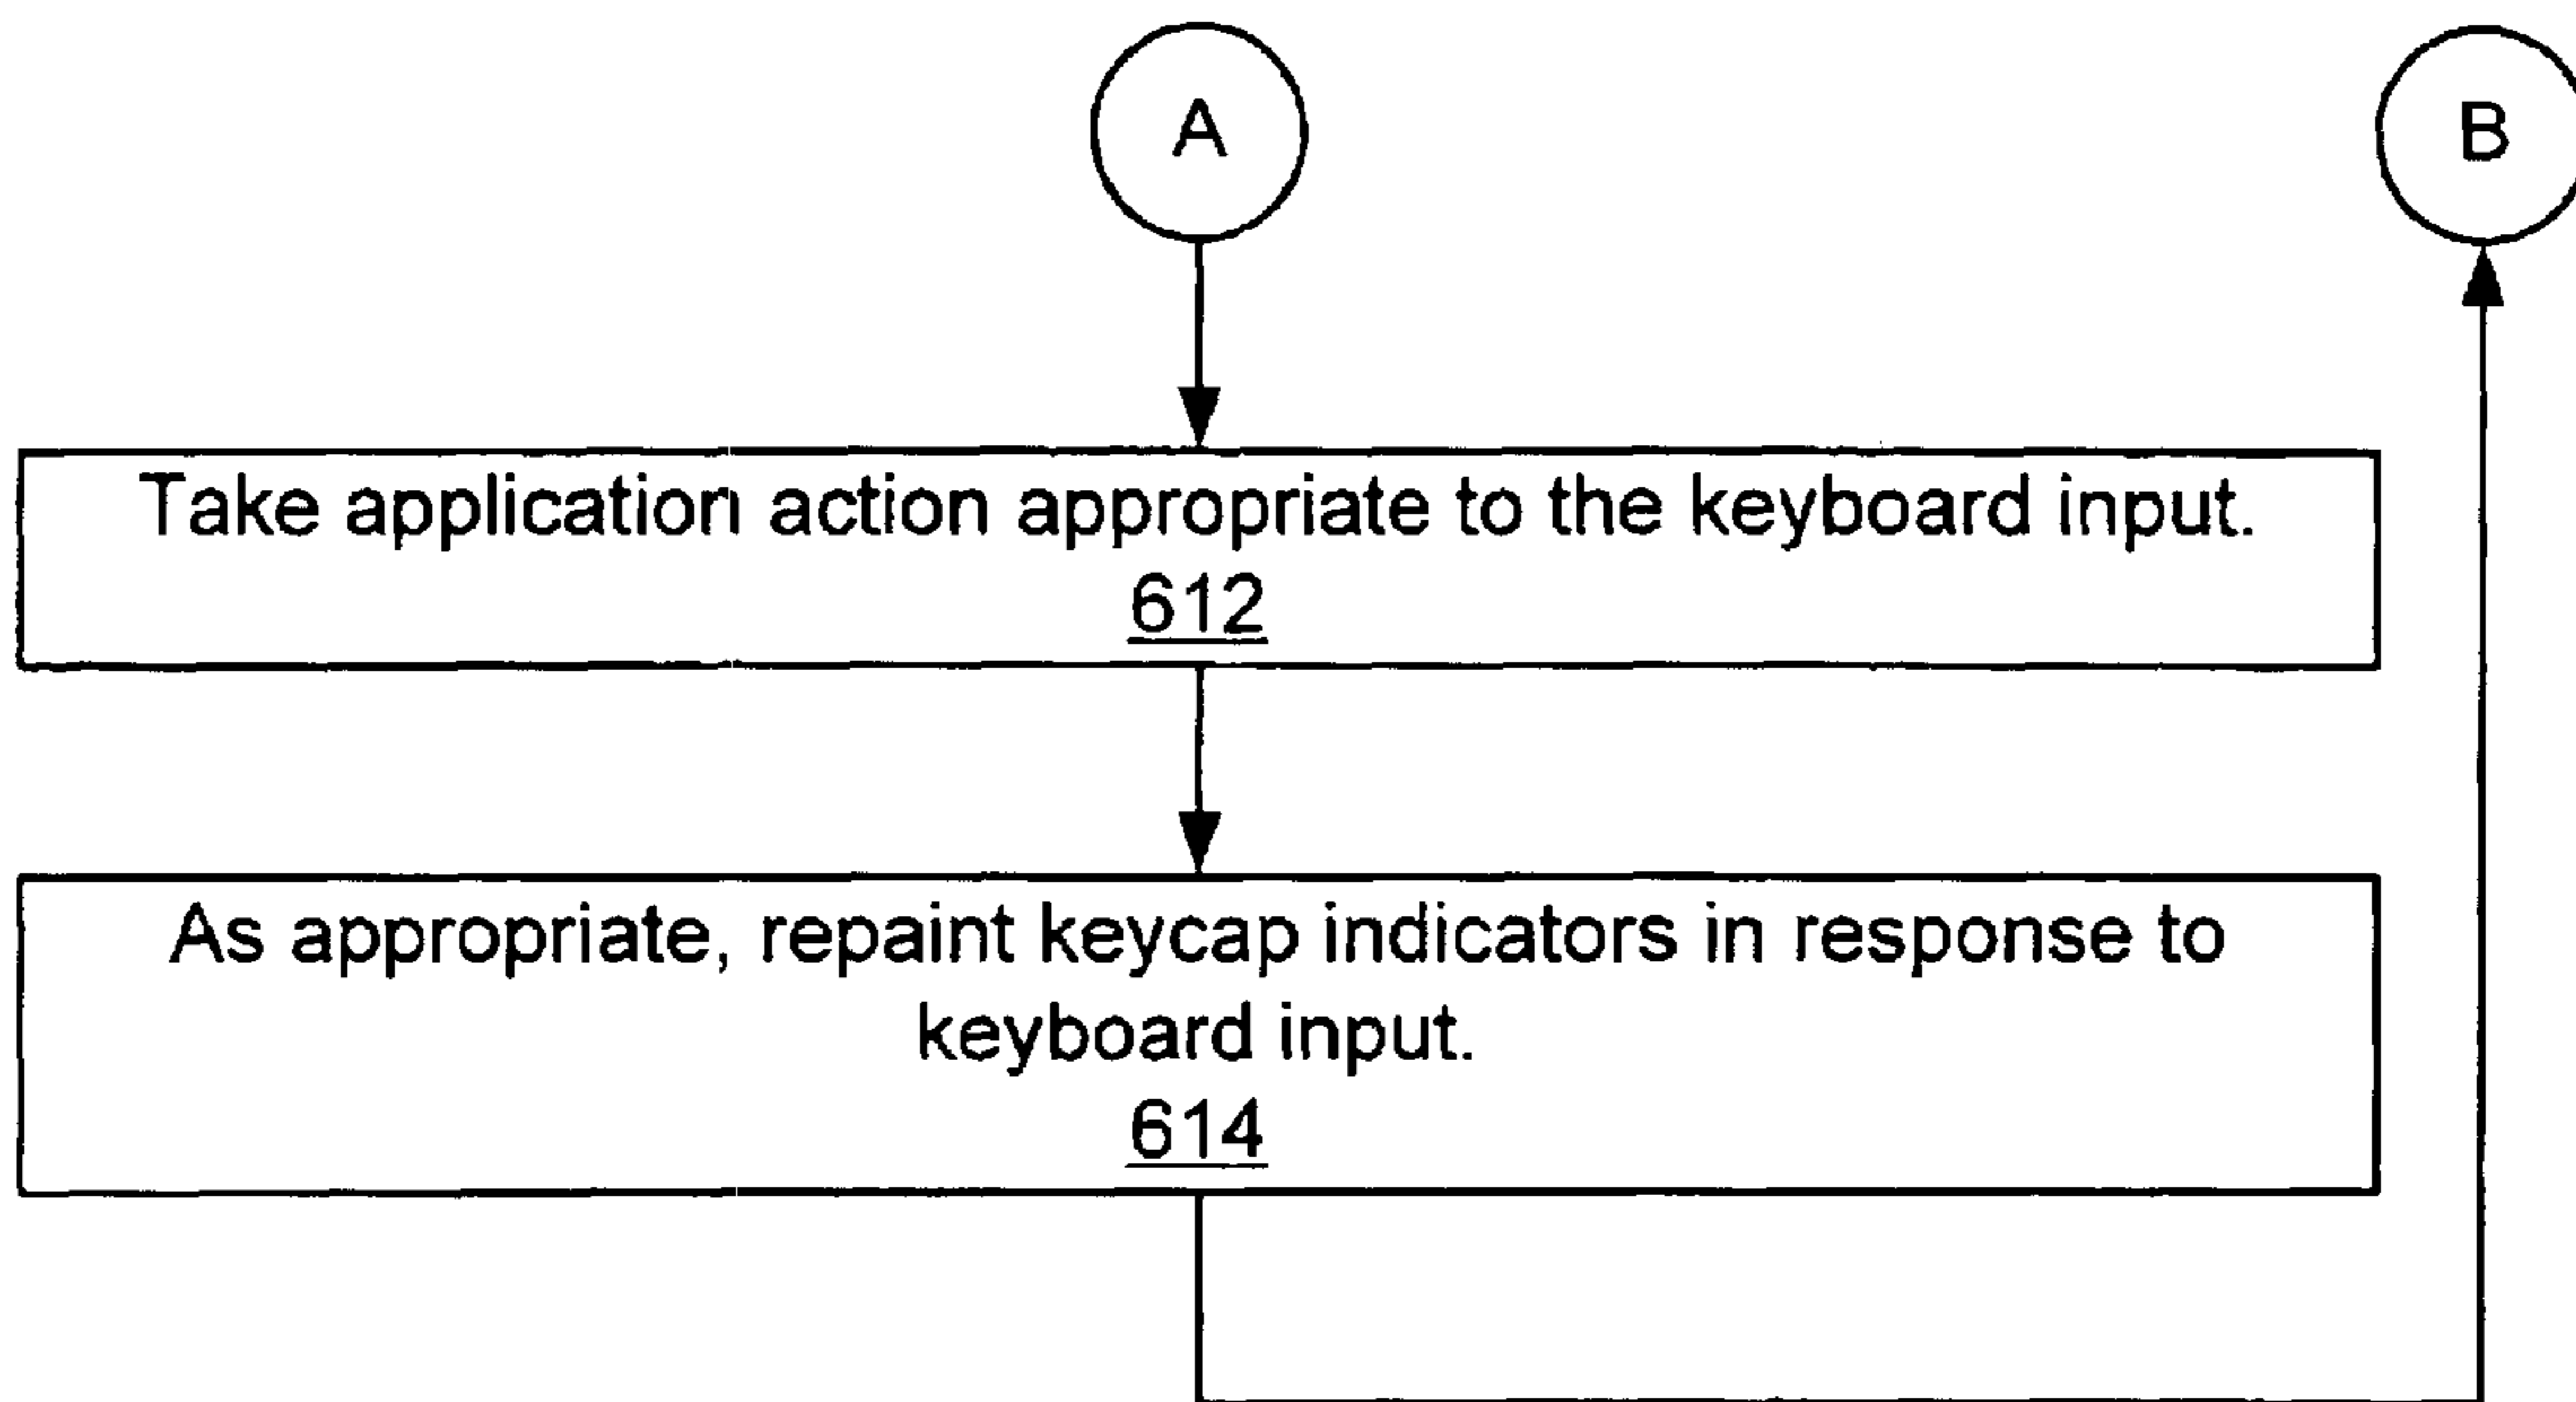 A
B
Take application action appropriate to the keyboard input.
612
As appropriate, repaint keycap indicators in response to
keyboard input.
614